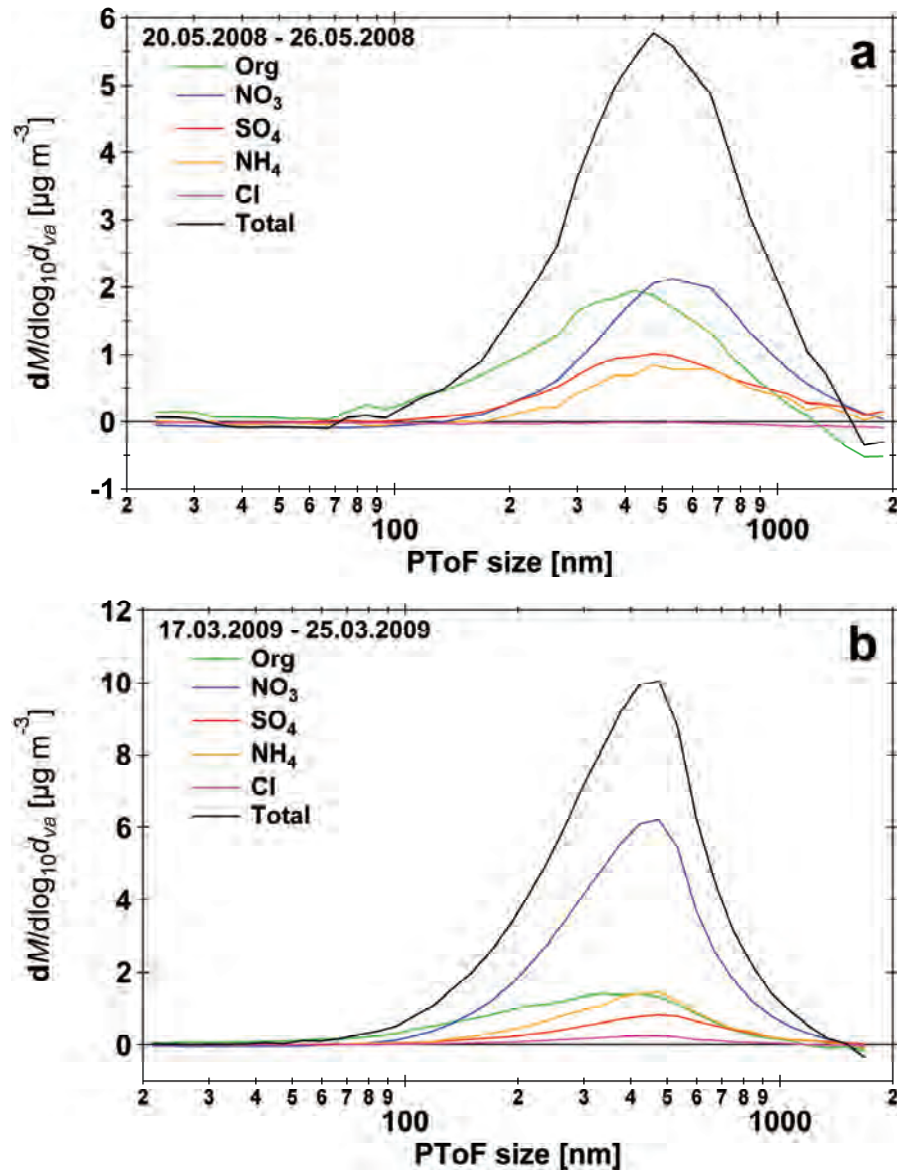 a
20.05.2008 - 26.05.2008
Org
NO₃
SO₄
NH₄
Cl
Total
6
5
4
3
2
1
0
-1
dM/dlog₁₀dᵥₐ [µg·m⁻³]
2 3 4 5 6 7 8 9 100 2 3 4 5 6 7 8 9 1000 2
PToF size [nm]
b
17.03.2009 - 25.03.2009
Org
NO₃
SO₄
NH₄
Cl
Total
12
10
8
6
4
2
0
dM/dlog₁₀dᵥₐ [µg·m⁻³]
2 3 4 5 6 7 8 9 100 2 3 4 5 6 7 8 9 1000 2
PToF size [nm]